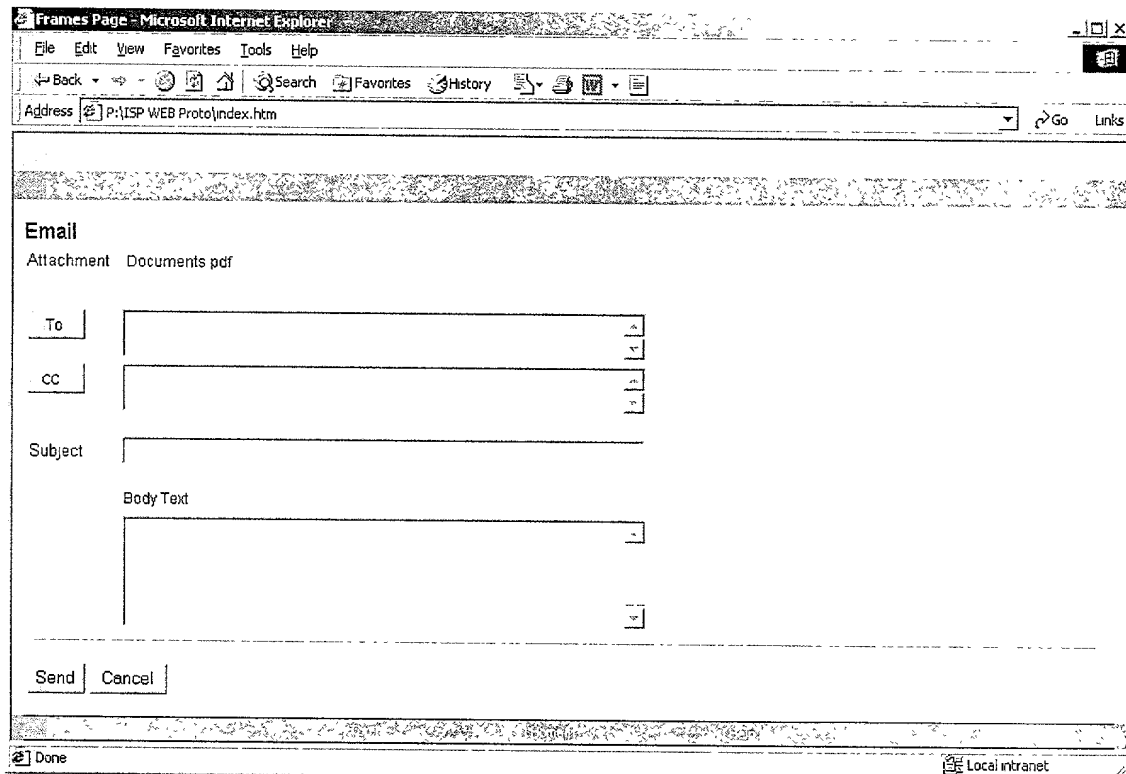 Frames Page - Microsoft Internet Explorer
File Edit View Favorites Tools Help
Back Search Favorites History
Address P:\ISP WEB Proto\index.htm Go Links
Email
Attachment Documents pdf
To
CC
Subject
Body Text
Send Cancel
Done Local intranet